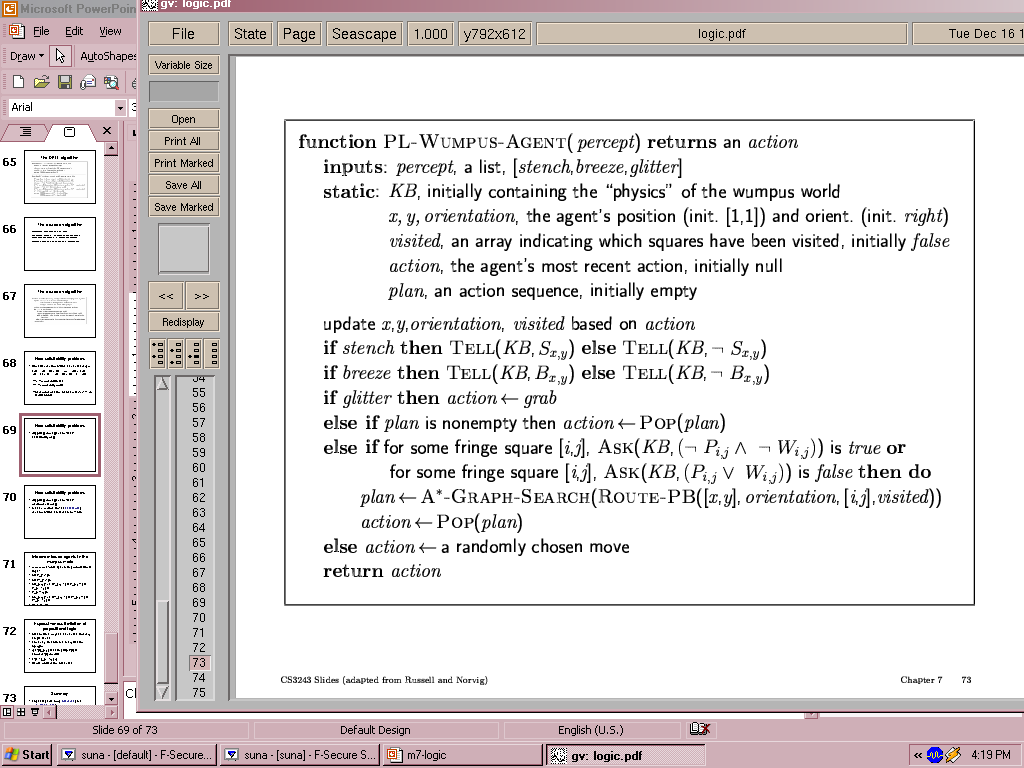 Microsoft PowerPoin
gv: logic.pdf
File Edit View
File State Page Seascape 1.000 y792x612 logic.pdf Tue Dec 16 1
Draw AutoShapes
Variable Size
Arial 3
Open
Print All
Print Marked
Save All
Save Marked
<< >>
Redisplay
65
66
67
68
69
70
71
72
73
54
55
56
57
58
59
60
61
62
63
64
65
66
67
68
69
70
71
72
73
74
75
function PL-WUMPUS-AGENT( percept) returns an action
inputs: percept, a list, [stench,breeze,glitter]
static: KB, initially containing the “physics” of the wumpus world
x, y, orientation, the agent's position (init. [1,1]) and orient. (init. right)
visited, an array indicating which squares have been visited, initially false
action, the agent's most recent action, initially null
plan, an action sequence, initially empty
update x,y,orientation, visited based on action
if stench then TELL(KB, S_{x,y}) else TELL(KB, ¬ S_{x,y})
if breeze then TELL(KB, B_{x,y}) else TELL(KB, ¬ B_{x,y})
if glitter then action ← grab
else if plan is nonempty then action ← POP(plan)
else if for some fringe square [i,j], ASK(KB, (¬ P_{i,j} ∧ ¬ W_{i,j})) is true or
for some fringe square [i,j], ASK(KB, (P_{i,j} ∨ W_{i,j})) is false then do
plan ← A*-GRAPH-SEARCH(ROUTE-PB([x,y], orientation, [i,j],visited))
action ← POP(plan)
else action ← a randomly chosen move
return action
CS3243 Slides (adapted from Russell and Norvig) Chapter 7 73
Cl
Slide 69 of 73 Default Design English (U.S.)
Start suna - [default] - F-Secure... suna - [suna] - F-Secure S... m7-logic gv: logic.pdf « 4:19 PM